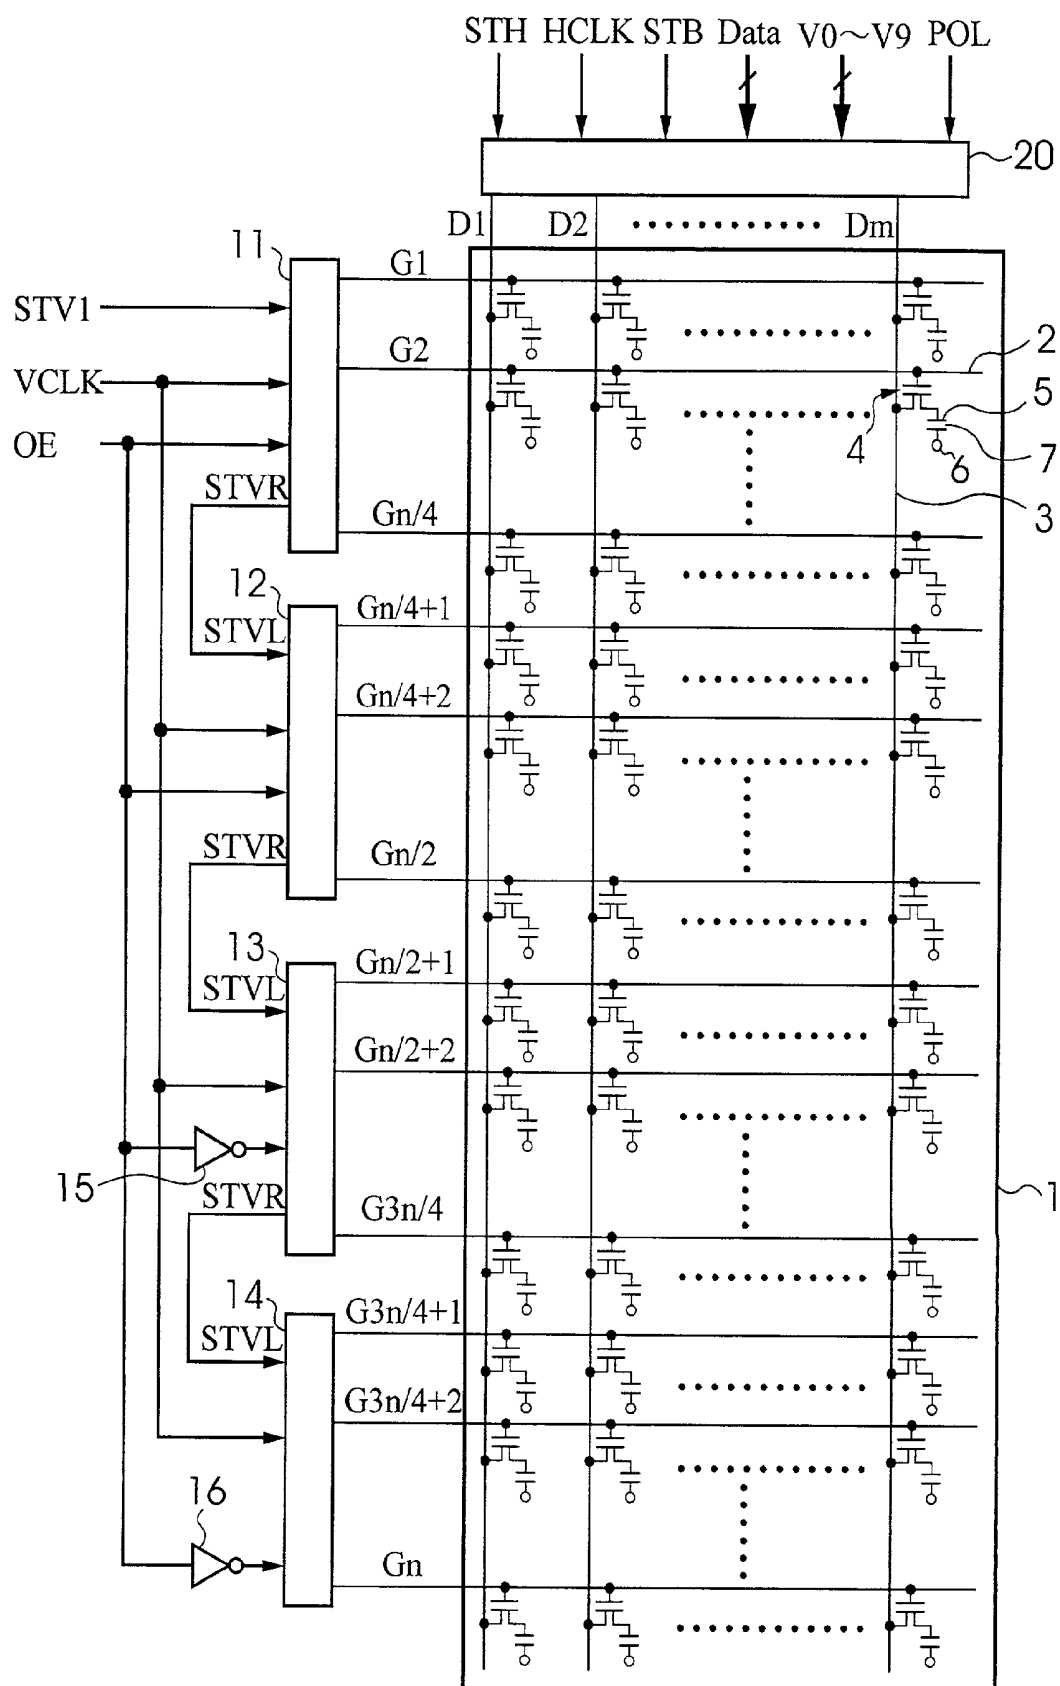 STH HCLK STB Data V0～V9 POL
20
D1 D2 ············ Dm
11
G1
STV1
G2
2
VCLK
5
OE
4
6
7
STVR
Gn/4
3
12
Gn/4+1
STVL
Gn/4+2
STVR
Gn/2
13
Gn/2+1
STVL
Gn/2+2
15
1
STVR
G3n/4
14
G3n/4+1
STVL
G3n/4+2
16
Gn